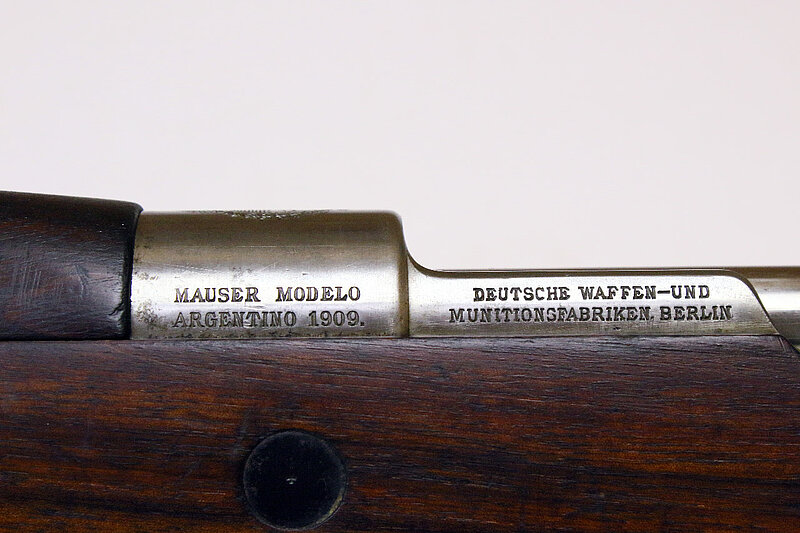 MAUSER MODELO
ARGENTINO 1909.
DEUTSCHE WAFFEN-UND
MUNITIONSFABRIKEN, BERLIN